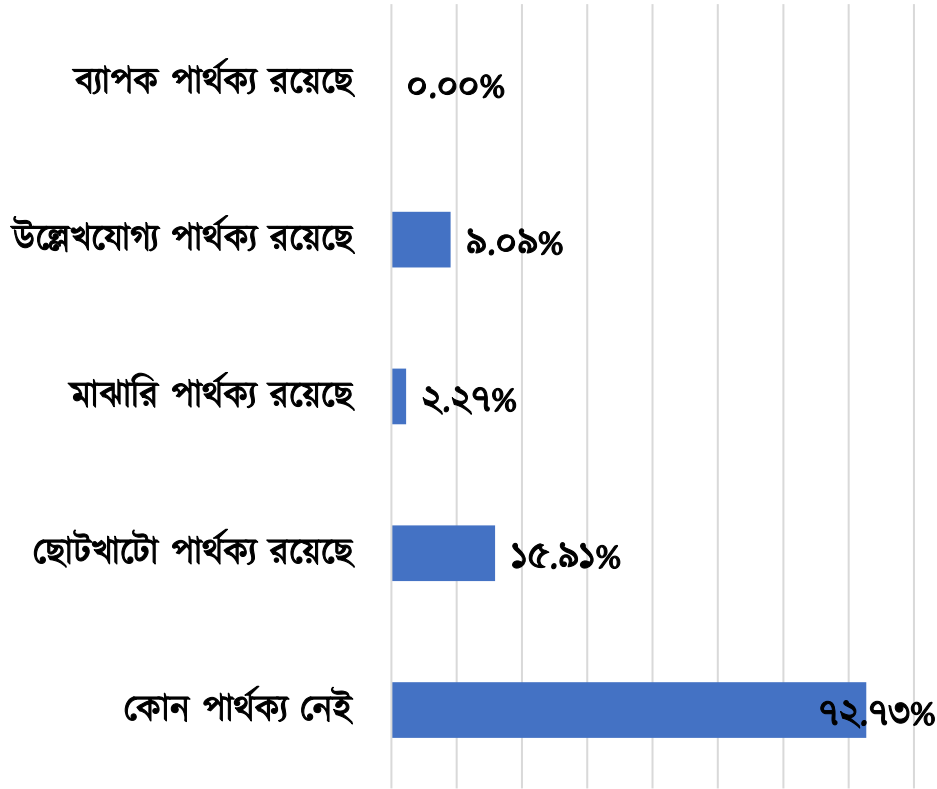 ব্যাপক পার্থক্য রয়েছে ০.০০%
উল্লেখযোগ্য পার্থক্য রয়েছে ৯.০৯%
মাঝারি পার্থক্য রয়েছে ২.২৭%
ছোটখাটো পার্থক্য রয়েছে ১৫.৯১%
কোন পার্থক্য নেই ৭২.৭৩%